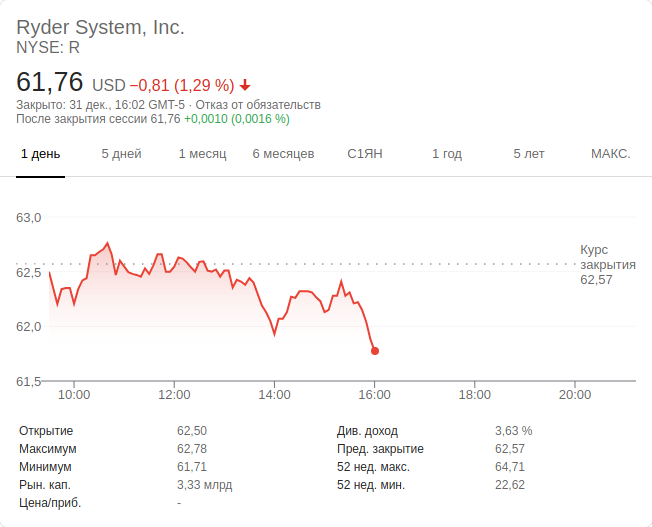 Ryder System, Inc.
NYSE: R
61,76 USD −0,81 (1,29 %)
Закрыто: 31 дек., 16:02 GMT-5 · Отказ от обязательств
После закрытия сессии 61,76 +0,0010 (0,0016 %)
1 день 5 дней 1 месяц 6 месяцев С1ЯН 1 год 5 лет МАКС.
63,0
Курс
закрытия
62,57
62,5
62,0
61,5
10:00 12:00 14:00 16:00 18:00 20:00
Открытие 62,50 Див. доход 3,63 %
Максимум 62,78 Пред. закрытие 62,57
Минимум 61,71 52 нед. макс. 64,71
Рын. кап. 3,33 млрд 52 нед. мин. 22,62
Цена/приб. -